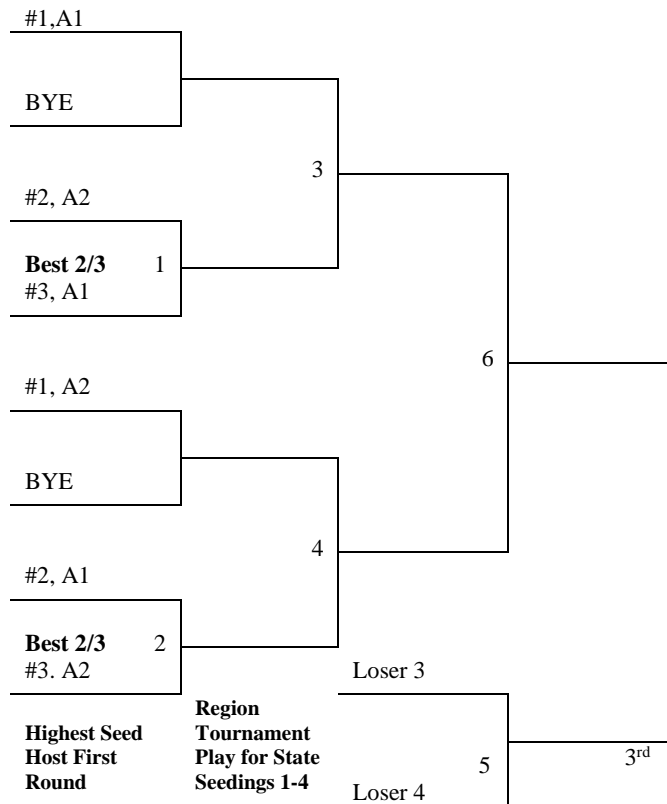 #1,A1
BYE
3
#2, A2
Best 2/3 1
#3, A1
6
#1, A2
BYE
4
#2, A1
Best 2/3 2
#3. A2
Loser 3
Highest Seed
Host First
Round
Region
Tournament
Play for State
Seedings 1-4
5
3rd
Loser 4